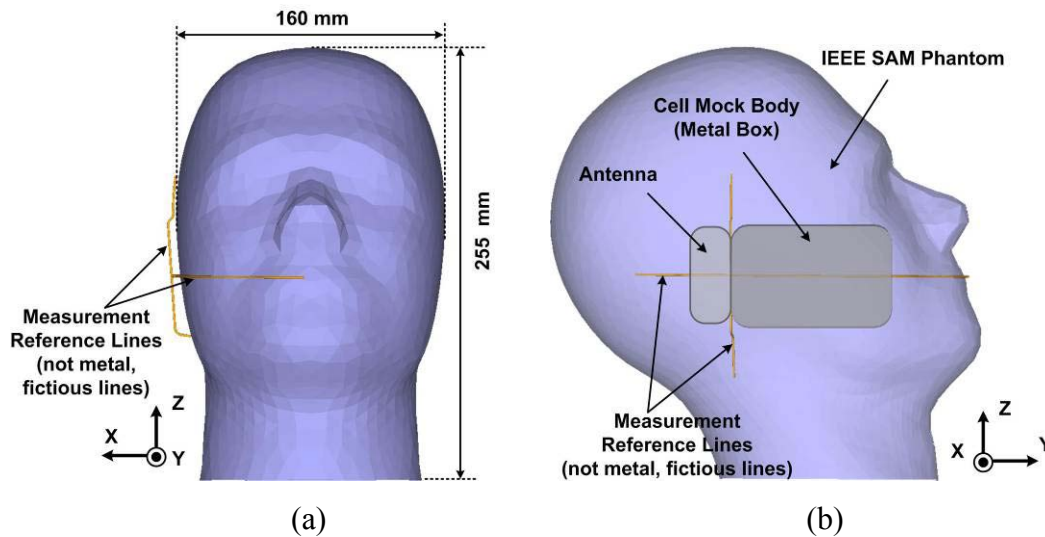 160 mm
255 mm
Measurement
Reference Lines
(not metal,
fictious lines)
Z
X
Y
(a)
IEEE SAM Phantom
Cell Mock Body
(Metal Box)
Antenna
Measurement
Reference Lines
(not metal, fictious lines)
Z
X
Y
(b)